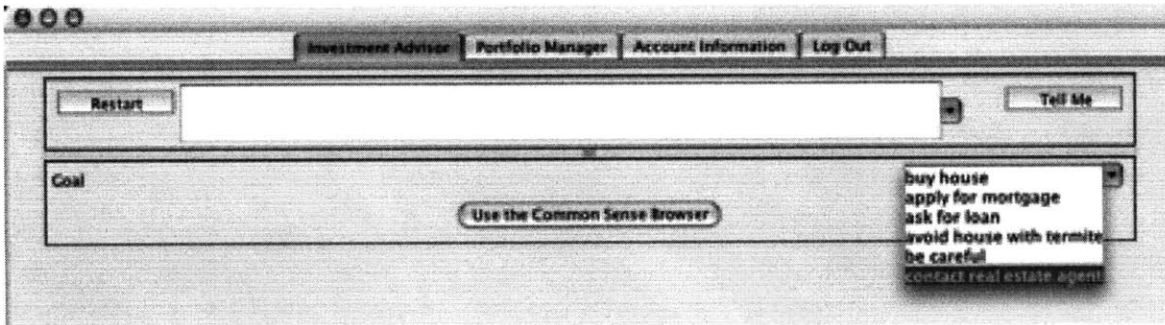 Investment Advisor Portfolio Manager Account Information Log Out
Restart Tell Me
Goal
Use the Common Sense Browser
buy house
apply for mortgage
ask for loan
avoid house with termite
be careful
contact real estate agent